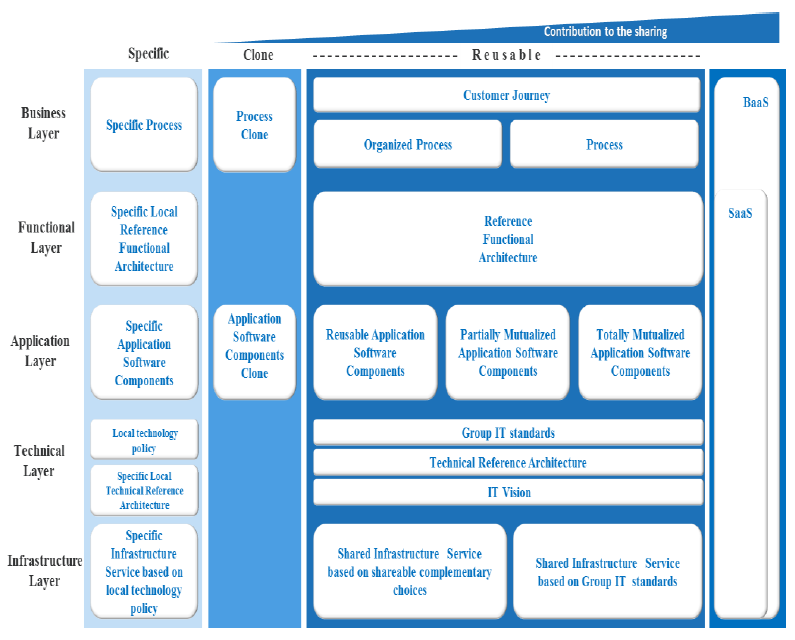 Contribution to the sharing
Specific
Clone
Reusable
Business
Layer
Specific Process
Process
Clone
Customer Journey
Organized Process
Process
BaaS
Functional
Layer
Specific Local
Reference
Functional
Architecture
Reference
Functional
Architecture
SaaS
Application
Layer
Specific
Application
Software
Components
Application
Software
Components
Clone
Reusable Application
Software
Components
Partially Mutualized
Application Software
Components
Totally Mutualized
Application Software
Components
Technical
Layer
Local technology
policy
Specific Local
Technical Reference
Architecture
Group IT standards
Technical Reference Architecture
IT Vision
Infrastructure
Layer
Specific
Infrastructure
Service based on
local technology
policy
Shared Infrastructure Service
based on shareable complementary
choices
Shared Infrastructure Service
based on Group IT standards